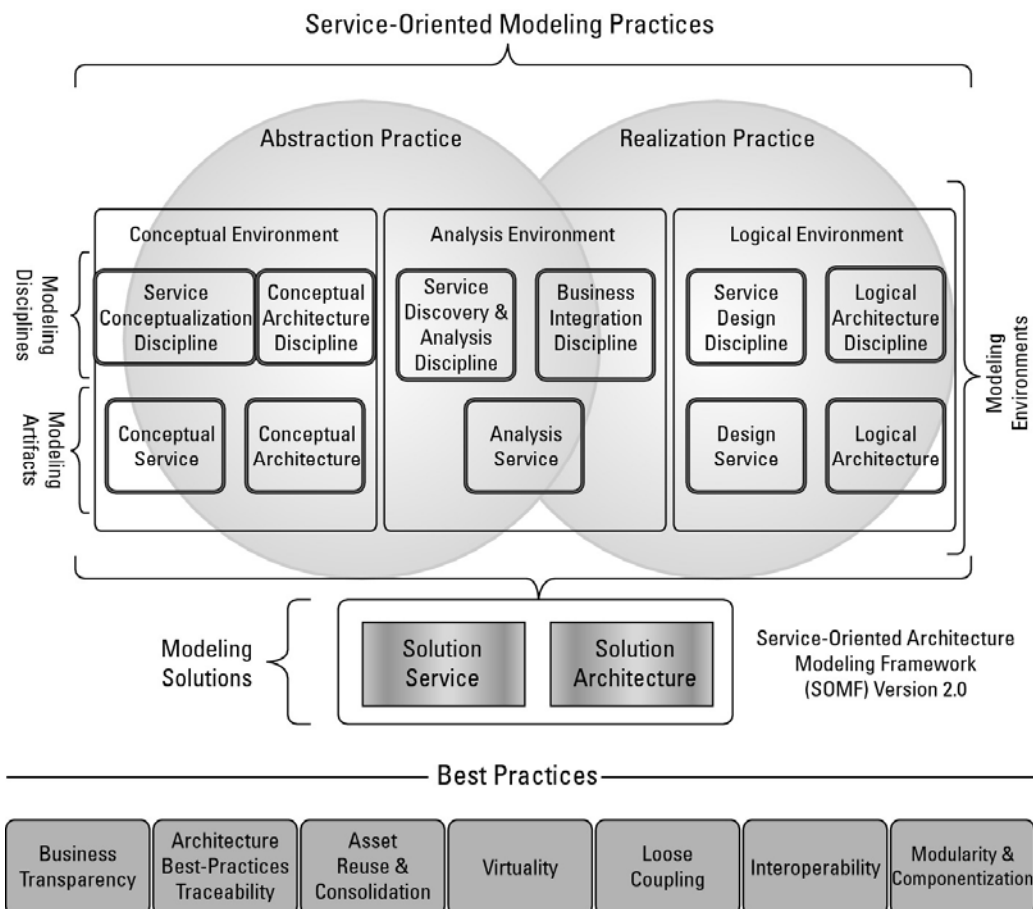 Service-Oriented Modeling Practices
Abstraction Practice
Realization Practice
Conceptual Environment
Analysis Environment
Logical Environment
Modeling
Disciplines
Service
Conceptualization
Discipline
Conceptual
Architecture
Discipline
Service
Discovery &
Analysis
Discipline
Business
Integration
Discipline
Service
Design
Discipline
Logical
Architecture
Discipline
Modeling
Environments
Modeling
Artifacts
Conceptual
Service
Conceptual
Architecture
Analysis
Service
Design
Service
Logical
Architecture
Modeling
Solutions
Solution
Service
Solution
Architecture
Service-Oriented Architecture
Modeling Framework
(SOMF) Version 2.0
Best Practices
Business
Transparency
Architecture
Best-Practices
Traceability
Asset
Reuse &
Consolidation
Virtuality
Loose
Coupling
Interoperability
Modularity &
Componentization